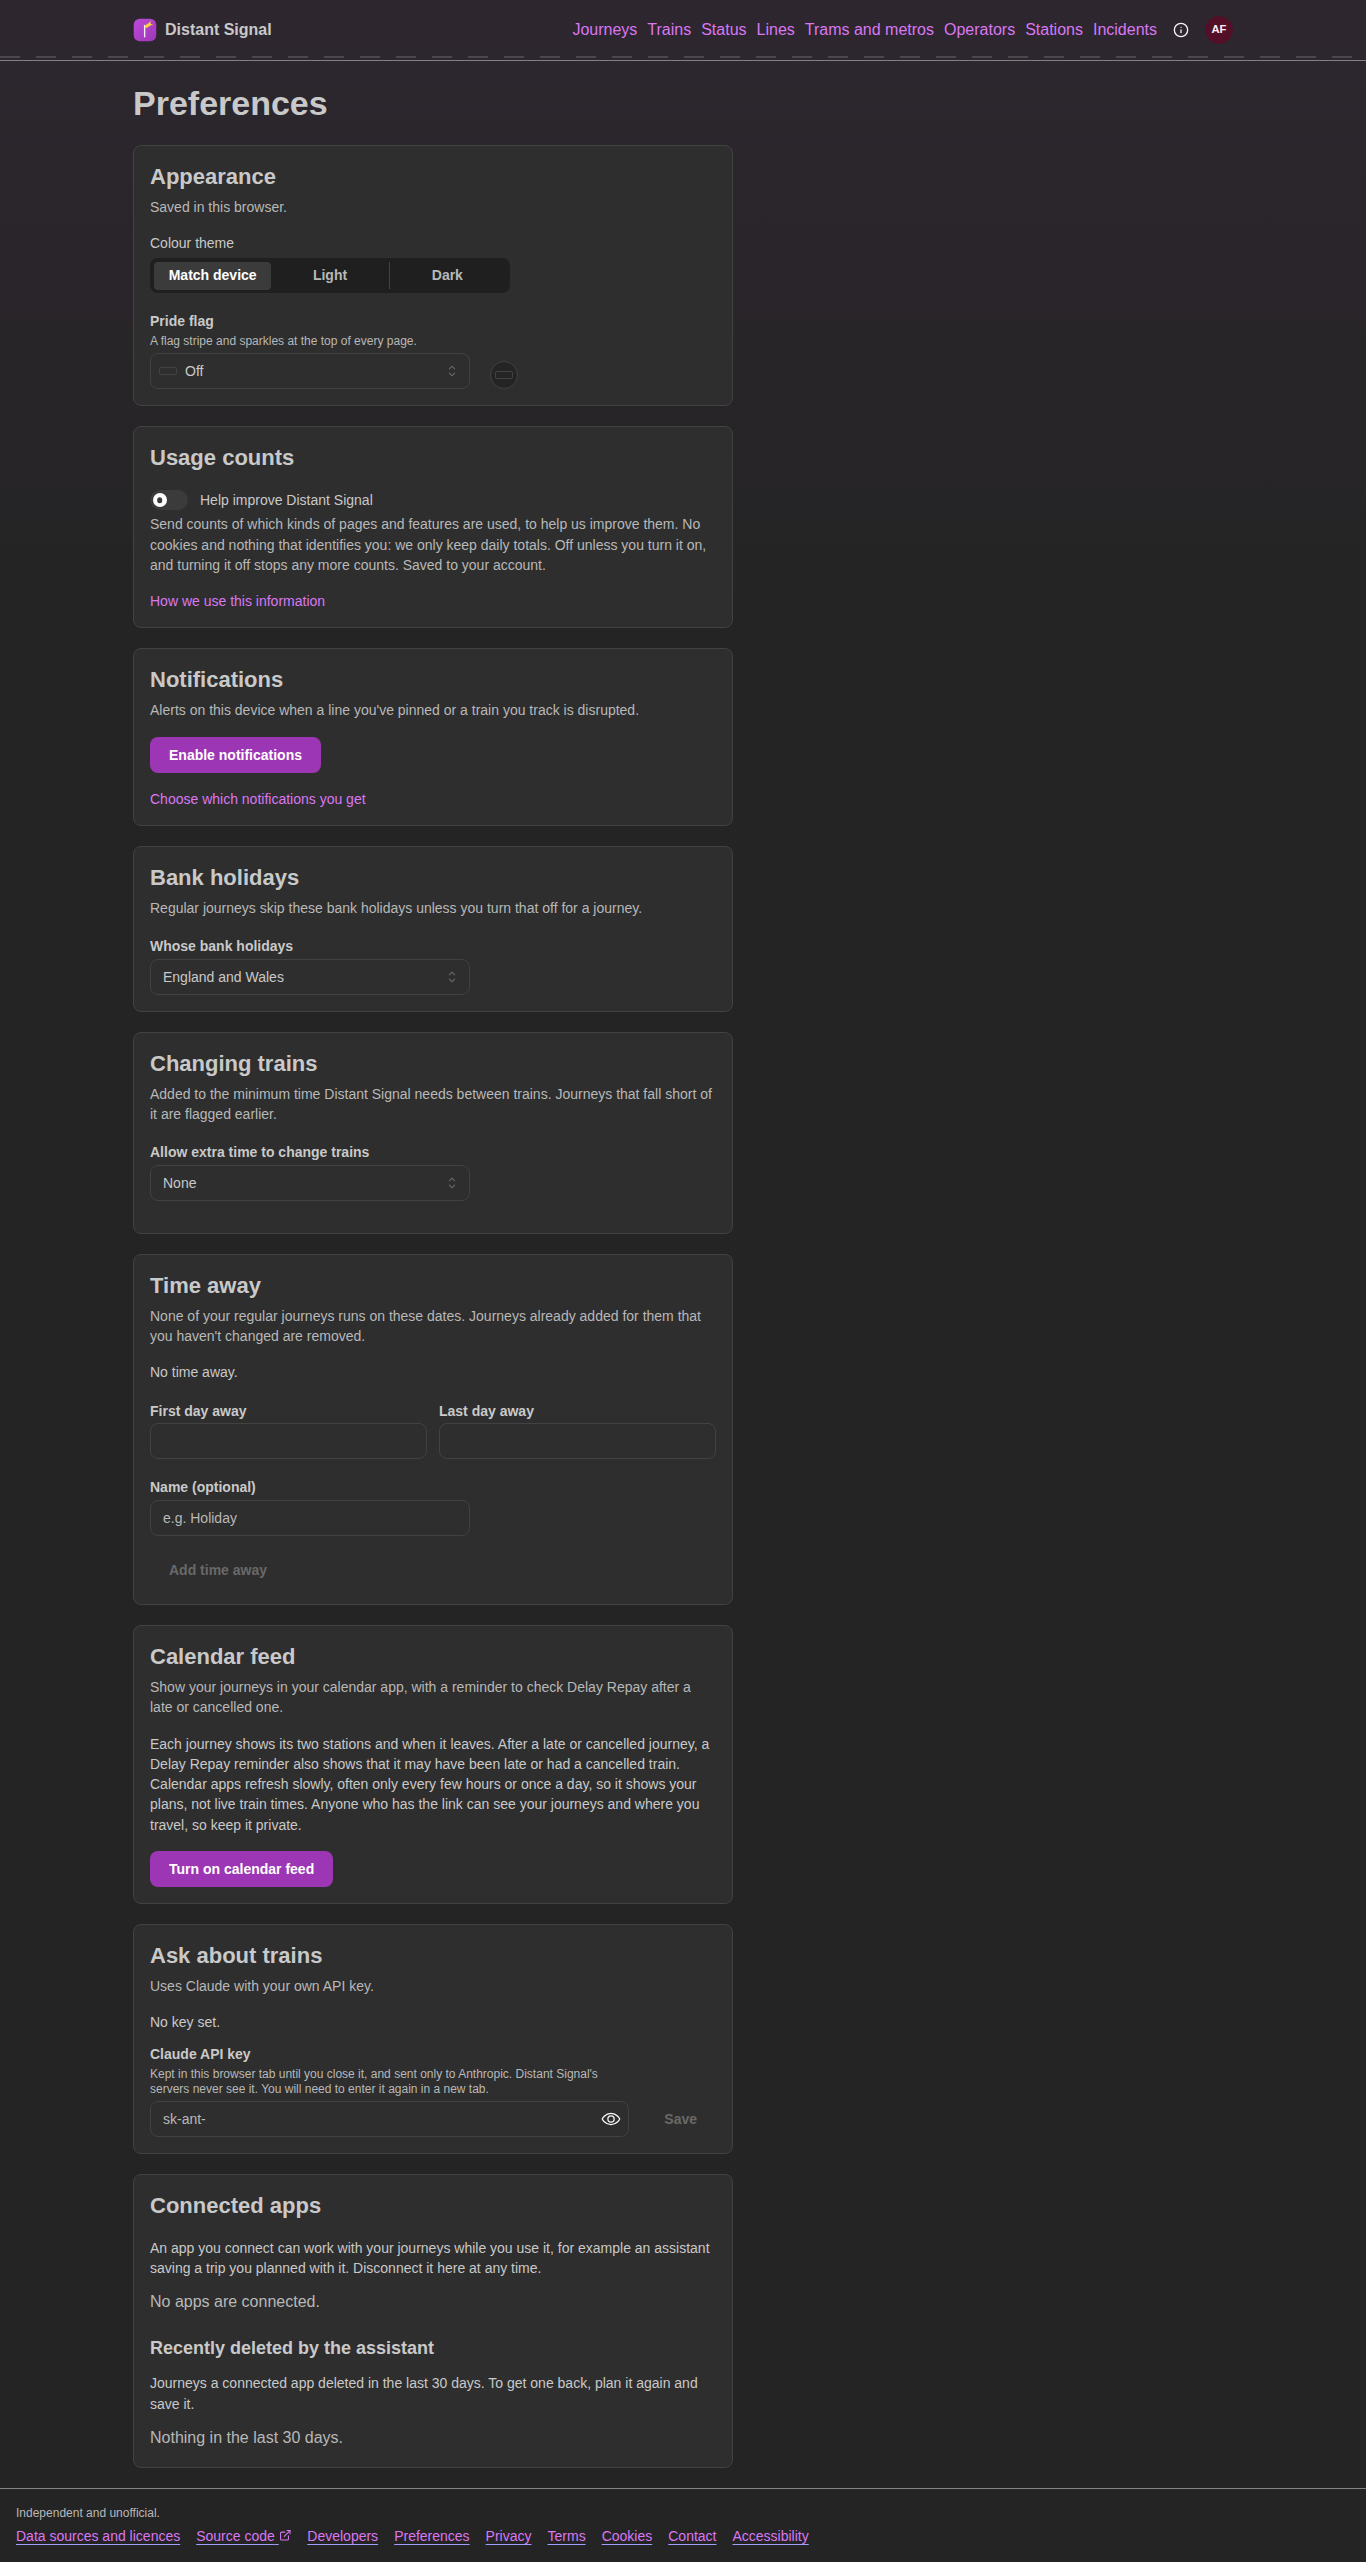 Distant Signal
Journeys Trains Status Lines Trams and metros Operators Stations Incidents AF
Preferences
Appearance
Saved in this browser.
Colour theme
Match device Light Dark
Pride flag
A flag stripe and sparkles at the top of every page.
Off
Usage counts
Help improve Distant Signal
Send counts of which kinds of pages and features are used, to help us improve them. No
cookies and nothing that identifies you: we only keep daily totals. Off unless you turn it on,
and turning it off stops any more counts. Saved to your account.
How we use this information
Notifications
Alerts on this device when a line you've pinned or a train you track is disrupted.
Enable notifications
Choose which notifications you get
Bank holidays
Regular journeys skip these bank holidays unless you turn that off for a journey.
Whose bank holidays
England and Wales
Changing trains
Added to the minimum time Distant Signal needs between trains. Journeys that fall short of
it are flagged earlier.
Allow extra time to change trains
None
Time away
None of your regular journeys runs on these dates. Journeys already added for them that
you haven't changed are removed.
No time away.
First day away Last day away
Name (optional)
e.g. Holiday
Add time away
Calendar feed
Show your journeys in your calendar app, with a reminder to check Delay Repay after a
late or cancelled one.
Each journey shows its two stations and when it leaves. After a late or cancelled journey, a
Delay Repay reminder also shows that it may have been late or had a cancelled train.
Calendar apps refresh slowly, often only every few hours or once a day, so it shows your
plans, not live train times. Anyone who has the link can see your journeys and where you
travel, so keep it private.
Turn on calendar feed
Ask about trains
Uses Claude with your own API key.
No key set.
Claude API key
Kept in this browser tab until you close it, and sent only to Anthropic. Distant Signal's
servers never see it. You will need to enter it again in a new tab.
sk-ant- Save
Connected apps
An app you connect can work with your journeys while you use it, for example an assistant
saving a trip you planned with it. Disconnect it here at any time.
No apps are connected.
Recently deleted by the assistant
Journeys a connected app deleted in the last 30 days. To get one back, plan it again and
save it.
Nothing in the last 30 days.
Independent and unofficial.
Data sources and licences Source code Developers Preferences Privacy Terms Cookies Contact Accessibility